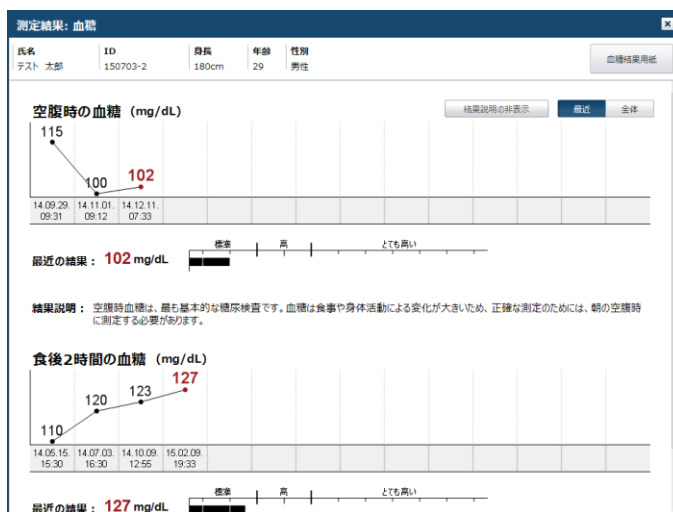 測定結果: 血糖
氏名 ID 身長 年齢 性別
テスト 太郎 150703-2 180cm 29 男性
血糖結果用紙
空腹時の血糖 (mg/dL)
結果説明の非表示 最近 全体
115
100
102
14.09.29. 14.11.01. 14.12.11.
09:31 09:12 07:33
標準 高 とても高い
最近の結果: 102 mg/dL
結果説明: 空腹時血糖は、最も基本的な糖尿検査です。血糖は食事や身体活動による変化が大きいため、正確な測定のためには、朝の空腹時
に測定する必要があります。
食後2時間の血糖 (mg/dL)
110
120
123
127
14.05.15. 14.07.03. 14.10.09. 15.02.09.
15:30 16:30 12:55 19:33
標準 高 とても高い
最近の結果: 127 mg/dL